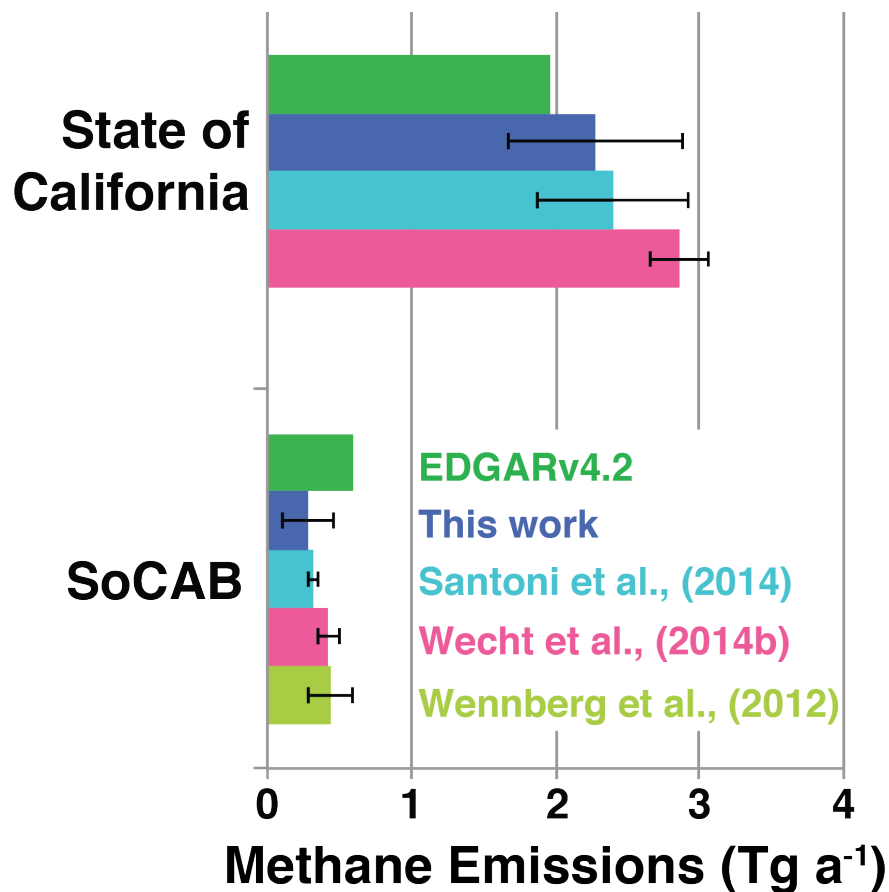 State of
California
SoCAB
EDGARv4.2
This work
Santoni et al., (2014)
Wecht et al., (2014b)
Wennberg et al., (2012)
0 1 2 3 4
Methane Emissions (Tg a⁻¹)